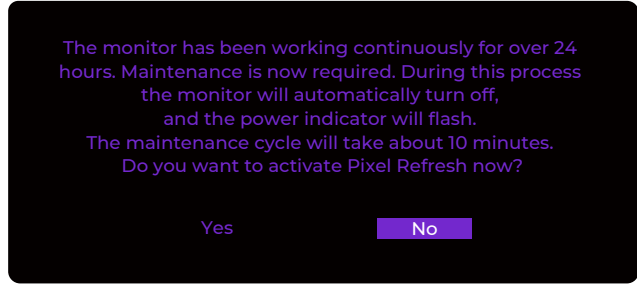 The monitor has been working continuously for over 24
hours. Maintenance is now required. During this process
the monitor will automatically turn off,
and the power indicator will flash.
The maintenance cycle will take about 10 minutes.
Do you want to activate Pixel Refresh now?
Yes No